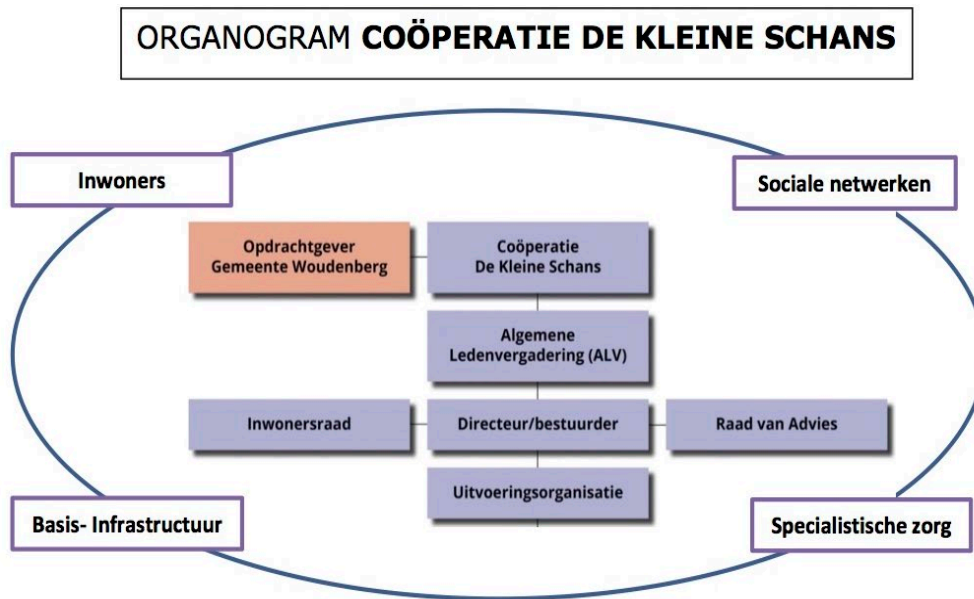 ORGANOGRAM COÖPERATIE DE KLEINE SCHANS
Inwoners
Sociale netwerken
Opdrachtgever
Gemeente Woudenberg
Coöperatie
De Kleine Schans
Algemene
Ledenvergadering (ALV)
Inwonersraad
Directeur/bestuurder
Raad van Advies
Uitvoeringsorganisatie
Basis- Infrastructuur
Specialistische zorg